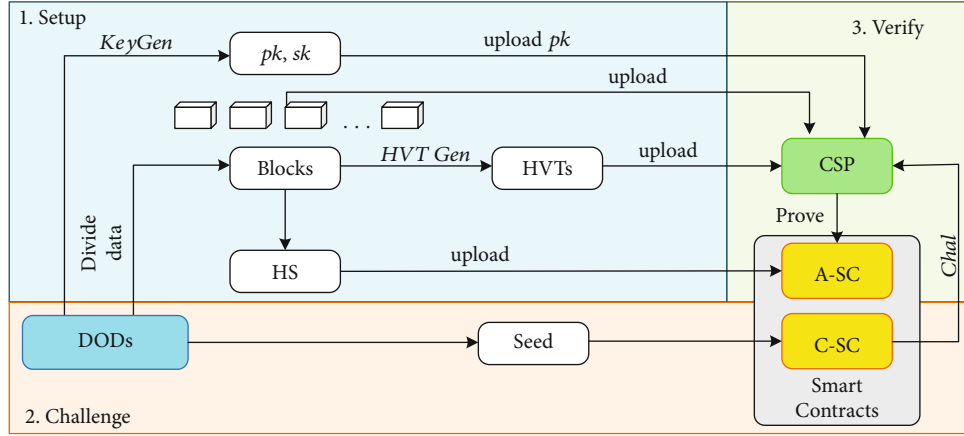 1. Setup
3. Verify
KeyGen
pk, sk
upload pk
upload
. . .
Blocks
HVT Gen
HVTs
upload
CSP
Divide
data
Prove
Chal
HS
upload
A-SC
DODs
Seed
C-SC
Smart
Contracts
2. Challenge